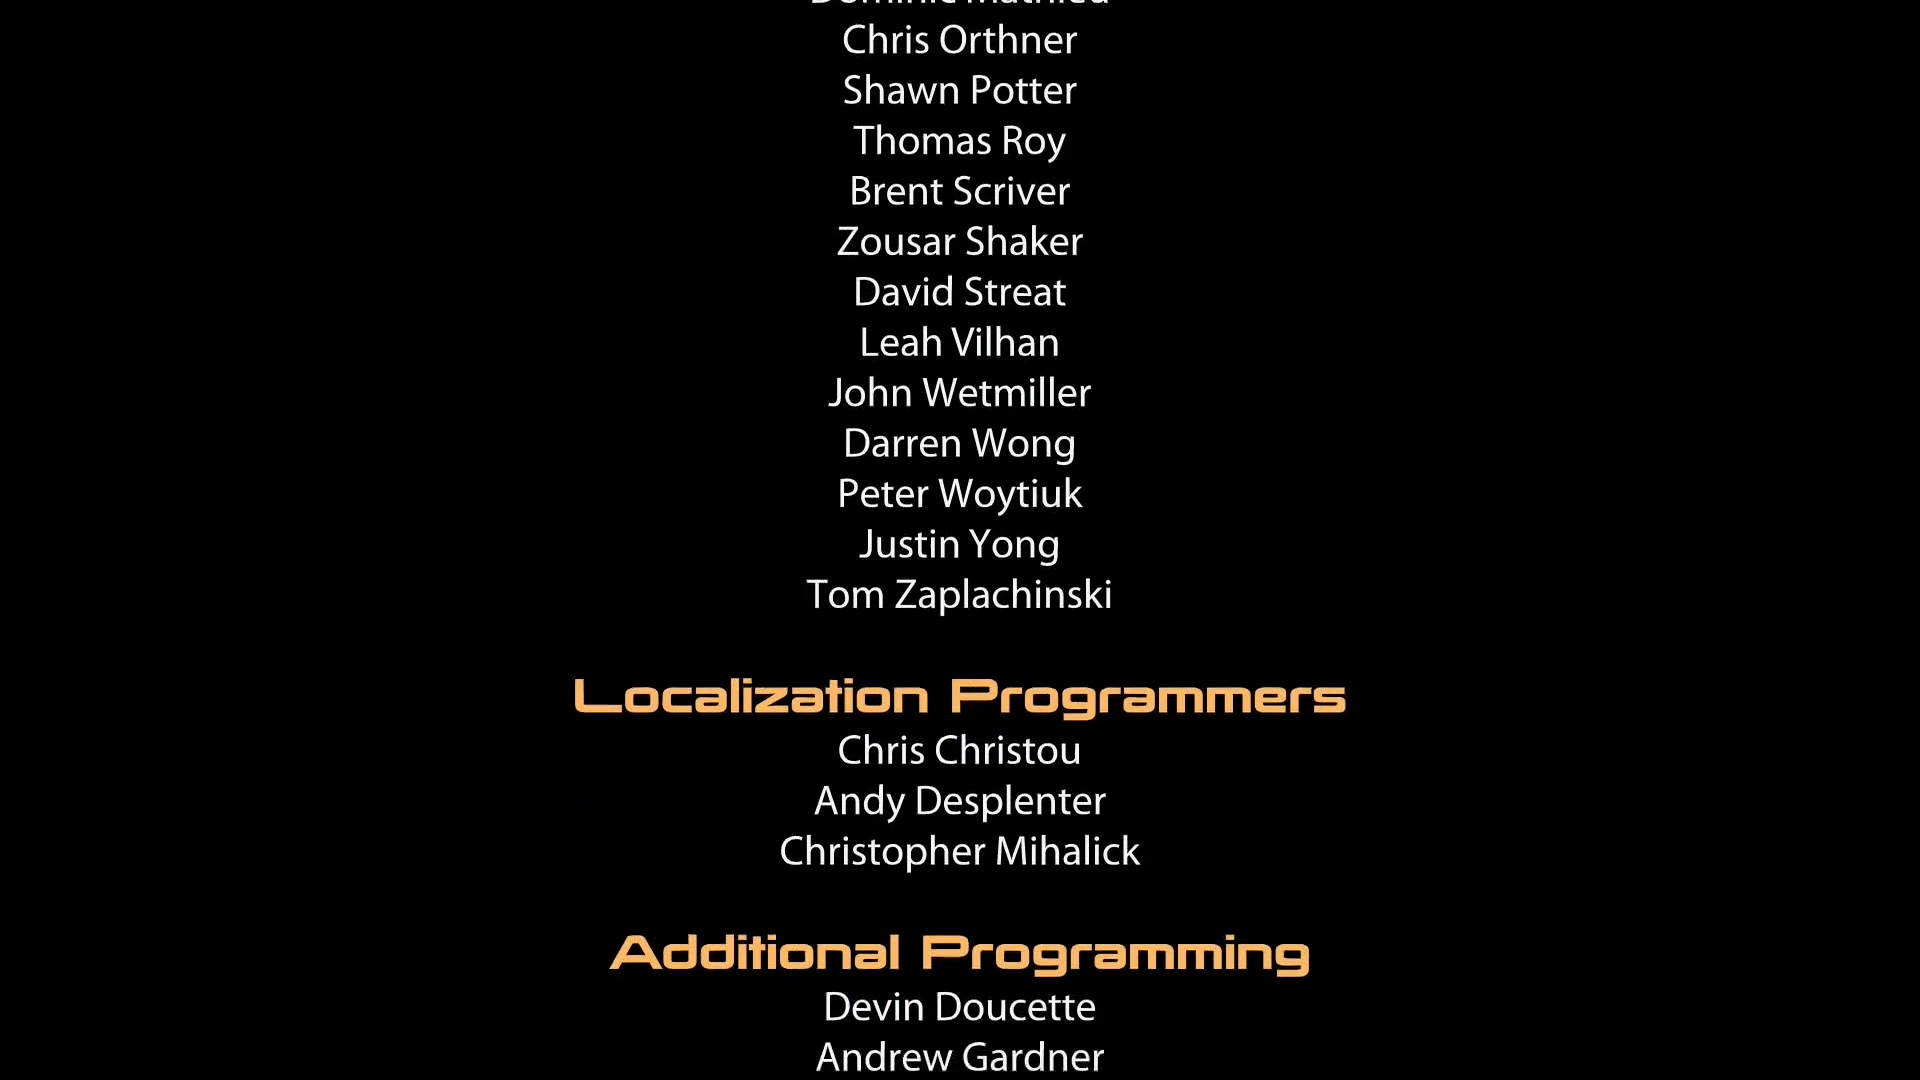 Dominic Mathieu
Chris Orthner
Shawn Potter
Thomas Roy
Brent Scriver
Zousar Shaker
David Streat
Leah Vilhan
John Wetmiller
Darren Wong
Peter Woytiuk
Justin Yong
Tom Zaplachinski
Localization Programmers
Chris Christou
Andy Desplenter
Christopher Mihalick
Additional Programming
Devin Doucette
Andrew Gardner